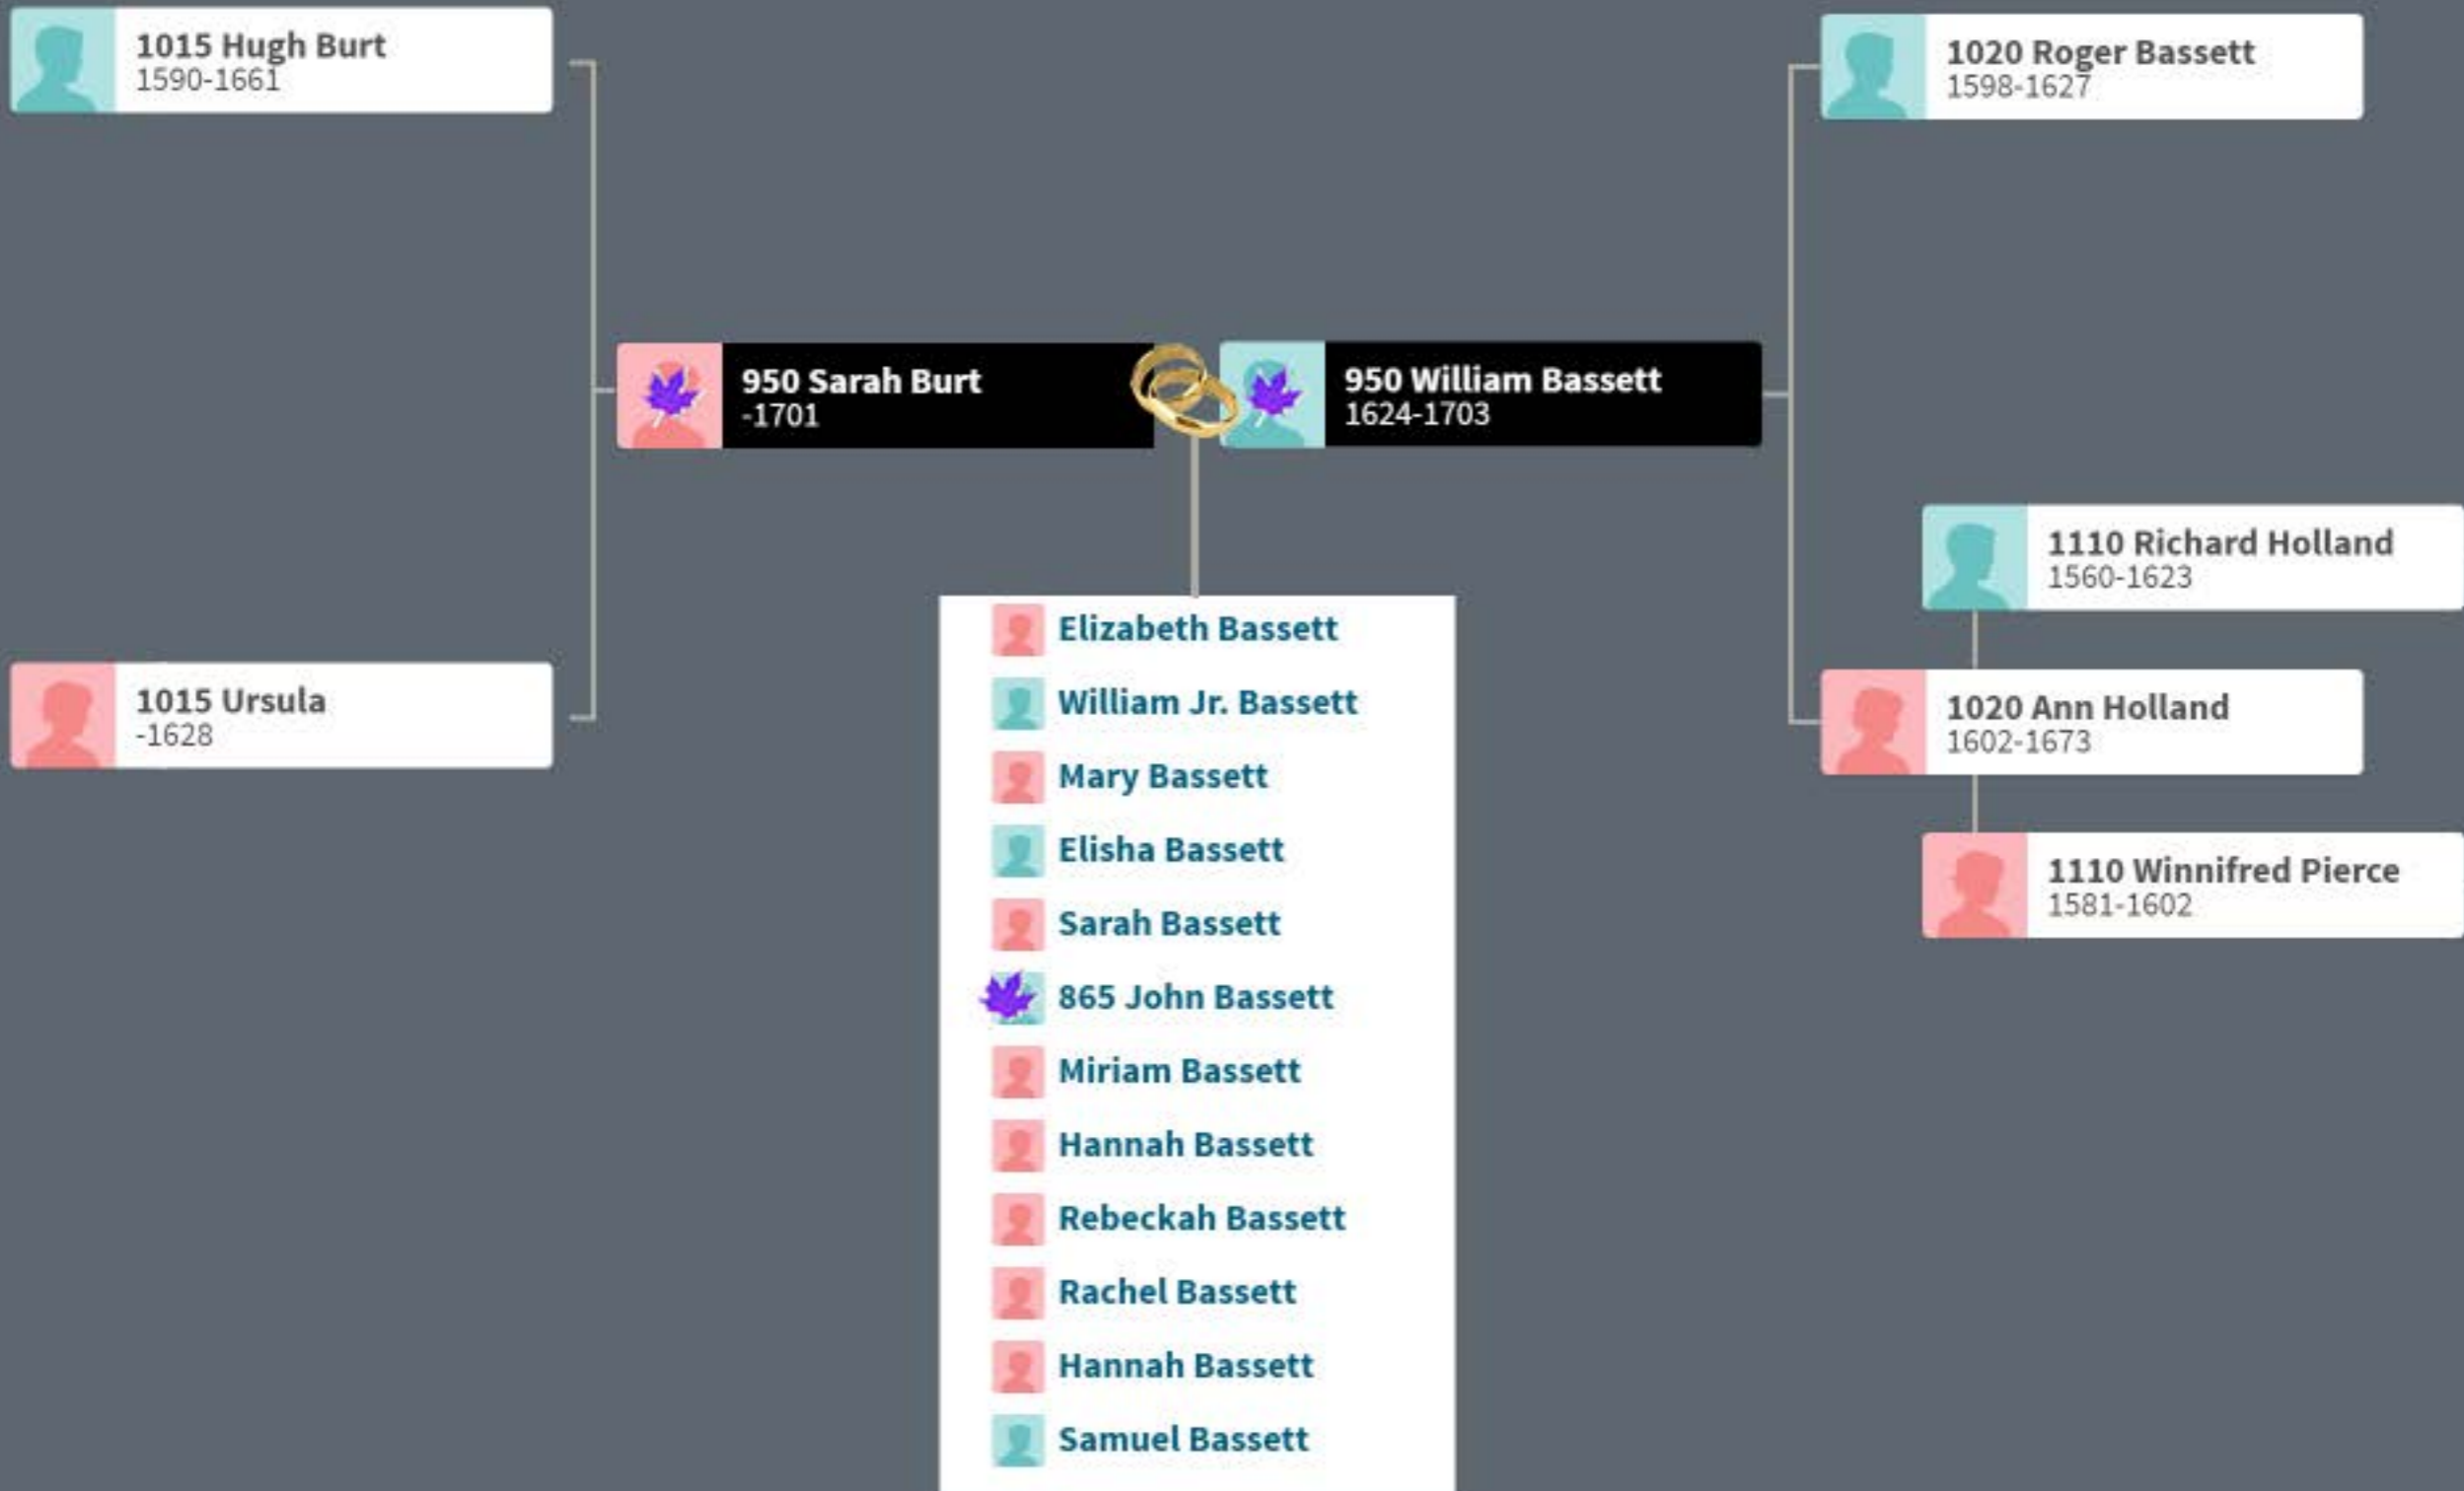 1015 Hugh Burt
1590-1661
1020 Roger Bassett
1598-1627
950 Sarah Burt
-1701
950 William Bassett
1624-1703
1110 Richard Holland
1560-1623
1015 Ursula
-1628
1020 Ann Holland
1602-1673
1110 Winnifred Pierce
1581-1602
Elizabeth Bassett
William Jr. Bassett
Mary Bassett
Elisha Bassett
Sarah Bassett
865 John Bassett
Miriam Bassett
Hannah Bassett
Rebeckah Bassett
Rachel Bassett
Hannah Bassett
Samuel Bassett